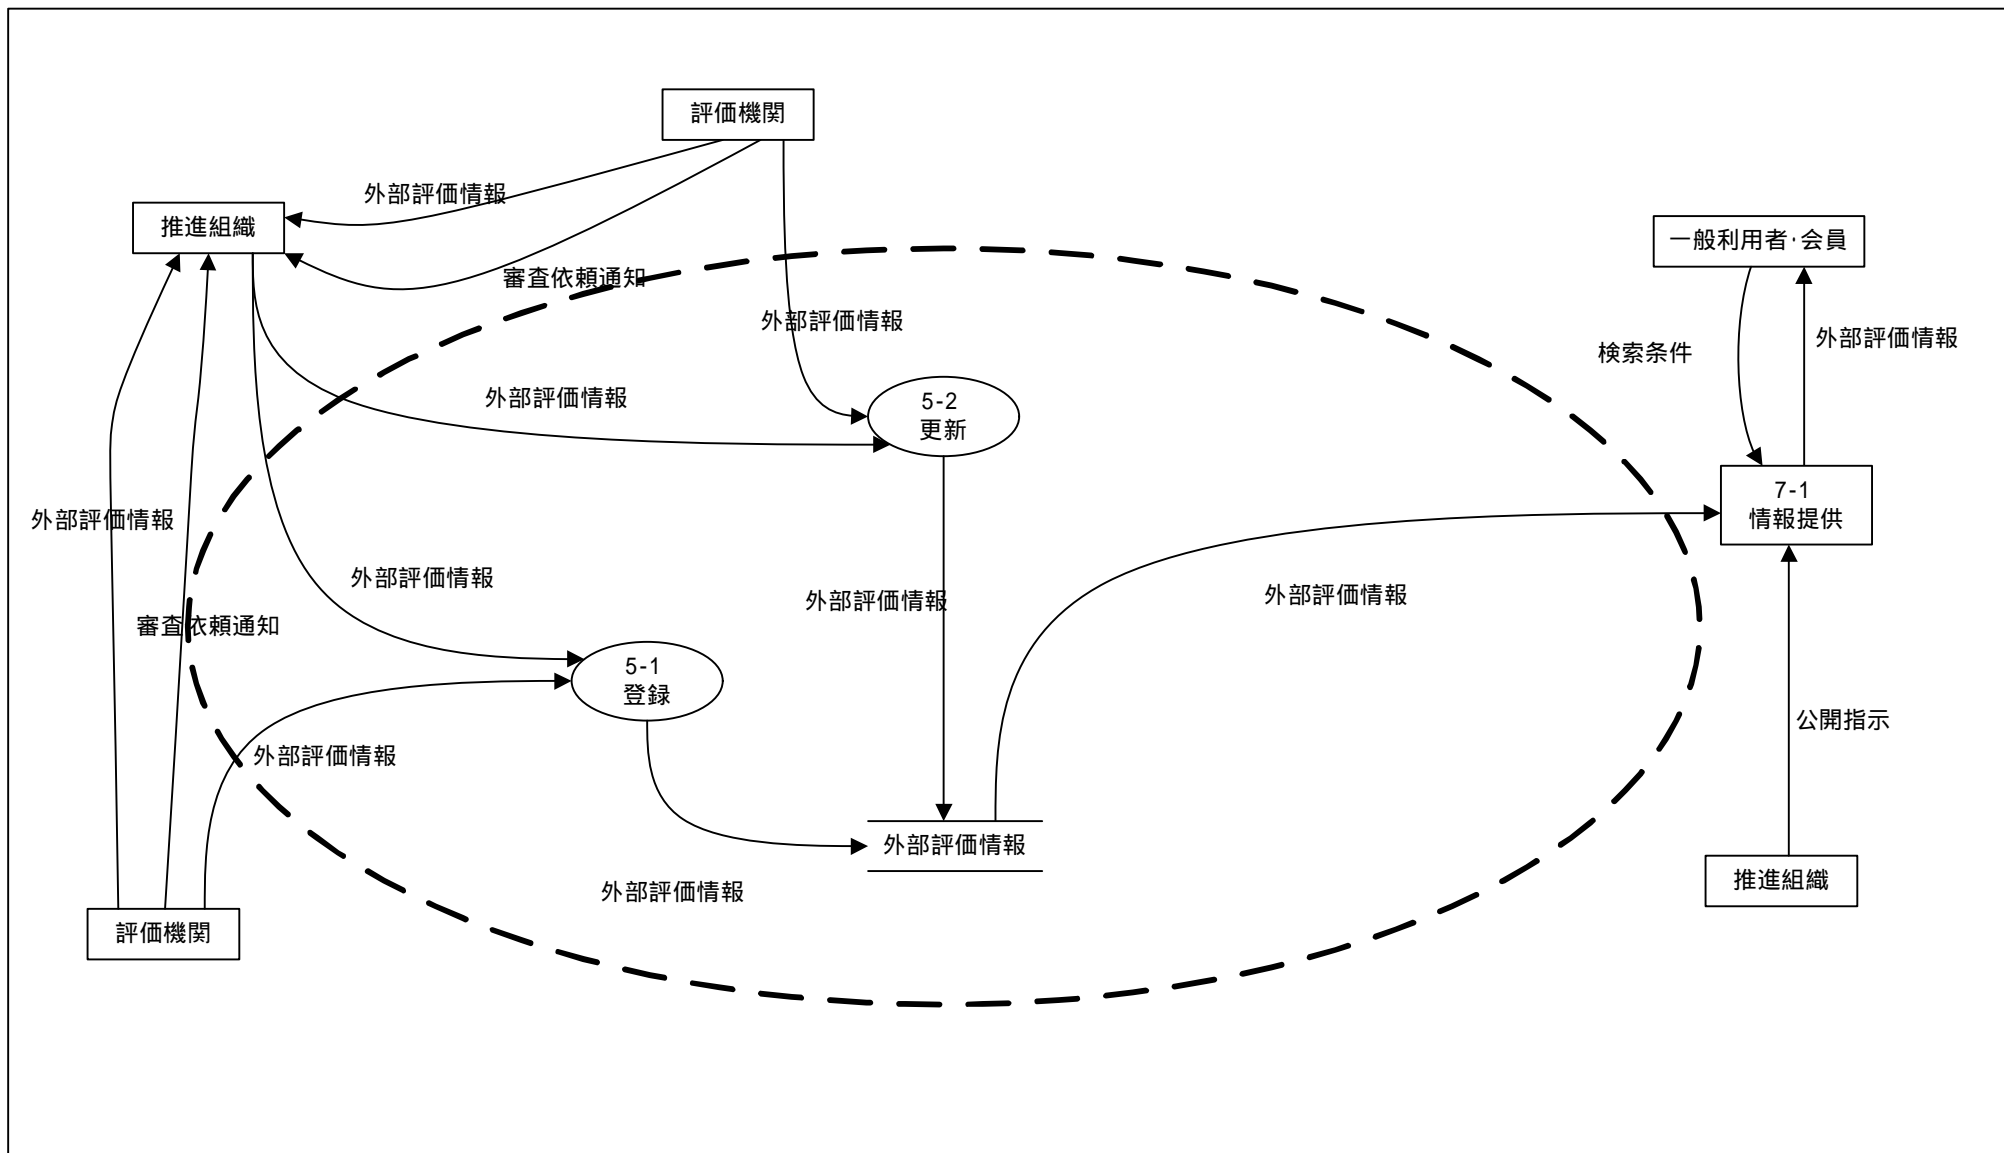 評価機関
外部評価情報
推進組織
一般利用者・会員
審査依頼通知
外部評価情報
外部評価情報
検索条件
外部評価情報
5-2
更新
7-1
情報提供
外部評価情報
外部評価情報
外部評価情報
外部評価情報
審査依頼通知
5-1
登録
公開指示
外部評価情報
外部評価情報
推進組織
外部評価情報
評価機関